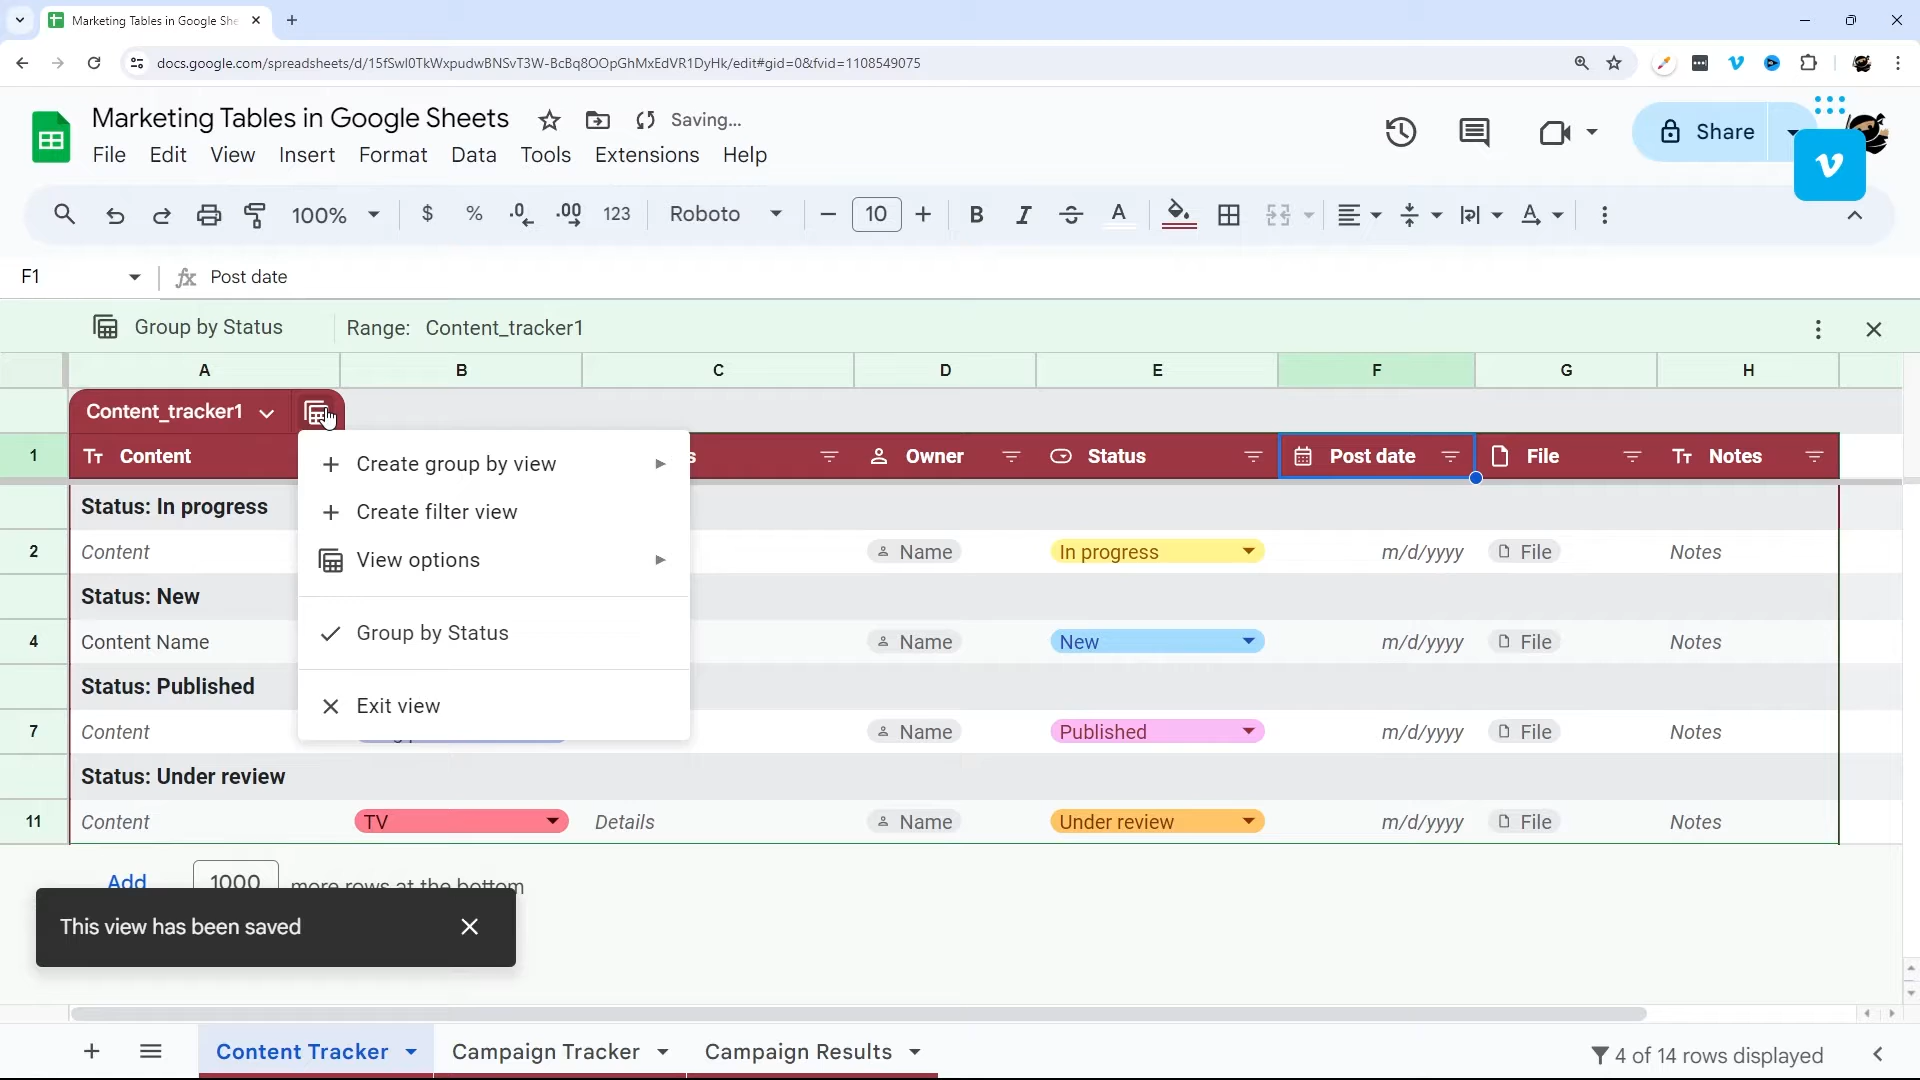 Marketing Tables in Google She
docs.google.com/spreadsheets/d/15fSwl0TkWxpudwBNSvT3W-BcBq8OOpGhMxEdVR1DyHk/edit#gid=0&fvid=1108549075
Marketing Tables in Google Sheets Saving...
File Edit View Insert Format Data Tools Extensions Help
Share
100% $ % .0 .00 123 Roboto 10 B I A
F1 fx Post date
Group by Status Range: Content_tracker1
A B C D E F G H
Content_tracker1
1 Content s Owner Status Post date File Notes
Create group by view
Create filter view
View options
Group by Status
Exit view
Status: In progress
2 Content Name In progress m/d/yyyy File Notes
Status: New
4 Content Name Name New m/d/yyyy File Notes
Status: Published
7 Content Name Published m/d/yyyy File Notes
Status: Under review
11 Content TV Details Name Under review m/d/yyyy File Notes
Add 1000 more rows at the bottom
This view has been saved
Content Tracker Campaign Tracker Campaign Results 4 of 14 rows displayed